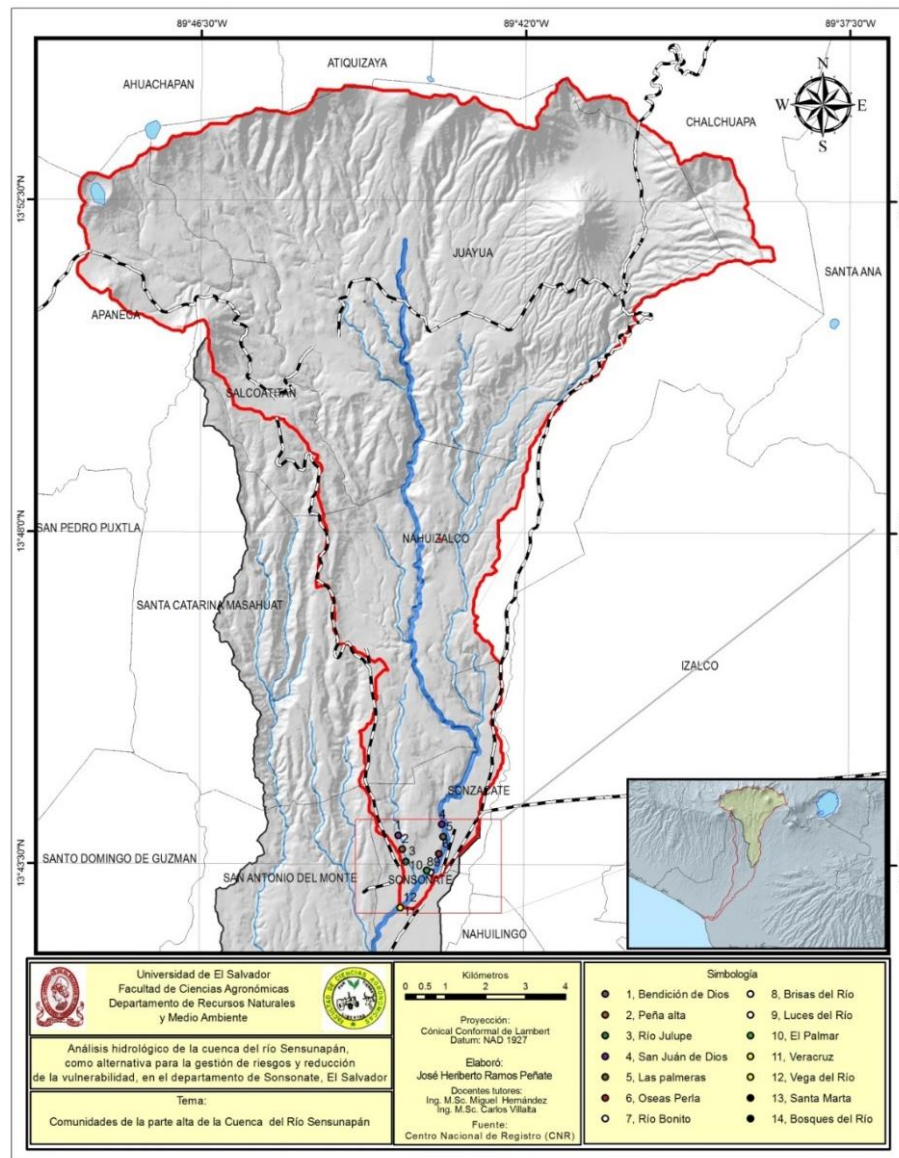 89°46'30"W
89°42'0"W
89°37'30"W
ATIQUIZAYA
AHUACHAPAN
CHALCHUAPA
N
W
E
S
13°52'30"N
JUAYUA
SANTA ANA
APANECA
SALCOATITAN
SAN PEDRO PUXTLA
13°48'0"N
NAHUIZALCO
SANTA CATARINA MASAHUAT
IZALCO
SONZACATE
1
2
3
4
5
10
12
SANTO DOMINGO DE GUZMAN
13°43'30"N
SAN ANTONIO DEL MONTE
SONSONATE
NAHUILINGO
Universidad de El Salvador
Facultad de Ciencias Agronómicas
Departamento de Recursos Naturales
y Medio Ambiente
Análisis hidrológico de la cuenca del río Sensunapán,
como alternativa para la gestión de riesgos y reducción
de la vulnerabilidad, en el departamento de Sonsonate, El Salvador
Tema:
Comunidades de la parte alta de la Cuenca del Río Sensunapán
Kilómetros
0 0.5 1 2 3 4
Proyección:
Cónical Conformal de Lambert
Datum: NAD 1927
Elaboró:
José Heriberto Ramos Peñate
Docentes tutores:
Ing. M.Sc. Miguel Hernández
Ing. M.Sc. Carlos Villalta
Fuente:
Centro Nacional de Registro (CNR)
Simbología
1, Bendición de Dios
2, Peña alta
3, Río Julupe
4, San Juán de Dios
5, Las palmeras
6, Oseas Perla
7, Río Bonito
8, Brisas del Río
9, Luces del Río
10, El Palmar
11, Veracruz
12, Vega del Río
13, Santa Marta
14, Bosques del Río